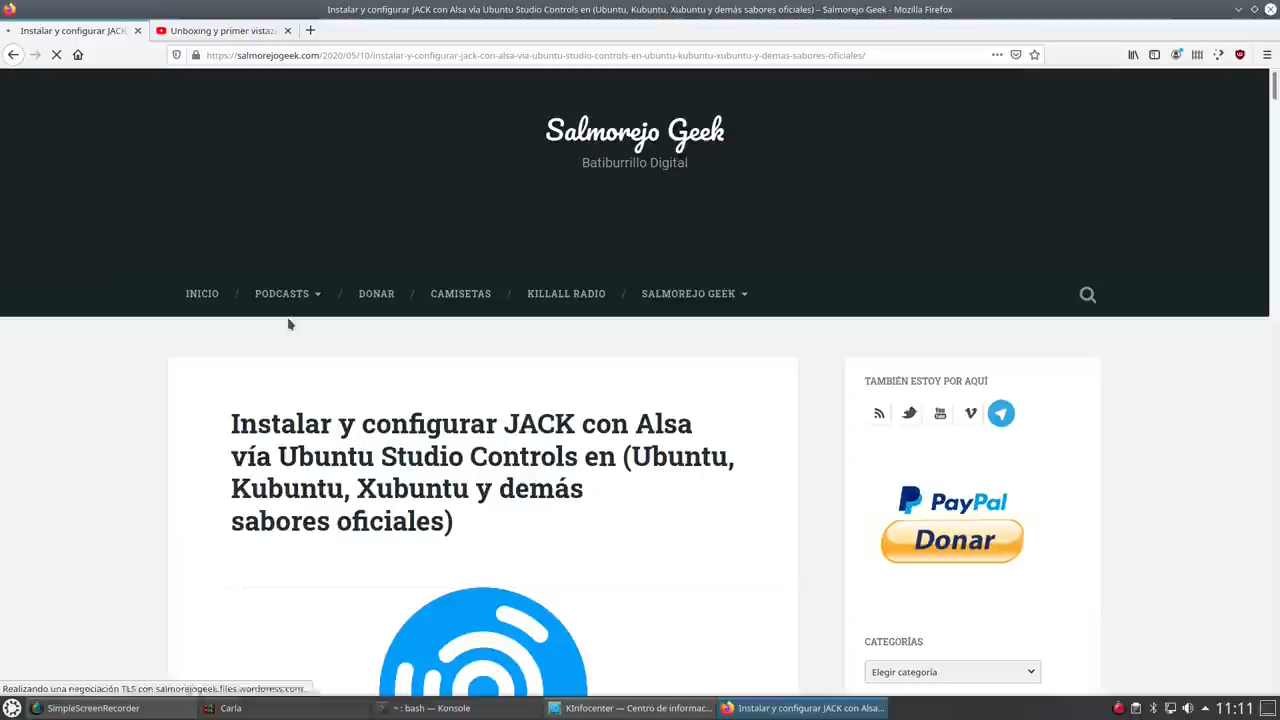 Instalar y configurar JACK con Alsa vía Ubuntu Studio Controls en (Ubuntu, Kubuntu, Xubuntu y demás sabores oficiales) – Salmorejo Geek - Mozilla Firefox
Instalar y configurar JACK
Unboxing y primer vistaz
https://salmorejogeek.com/2020/05/10/instalar-y-configurar-jack-con-alsa-via-ubuntu-studio-controls-en-ubuntu-kubuntu-xubuntu-y-demas-sabores-oficiales/
Salmorejo Geek
Batiburrillo Digital
INICIO / PODCASTS / DONAR / CAMISETAS / KILLALL RADIO / SALMOREJO GEEK
Instalar y configurar JACK con Alsa
vía Ubuntu Studio Controls en (Ubuntu,
Kubuntu, Xubuntu y demás
sabores oficiales)
TAMBIÉN ESTOY POR AQUÍ
You
PayPal
Donar
CATEGORÍAS
Elegir categoría
Realizando una negociación TLS con salmorejogeek.files.wordpress.com...
SimpleScreenRecorder
Carla
~ : bash — Konsole
KInfocenter — Centro de informac...
Instalar y configurar JACK con Alsa...
11:11